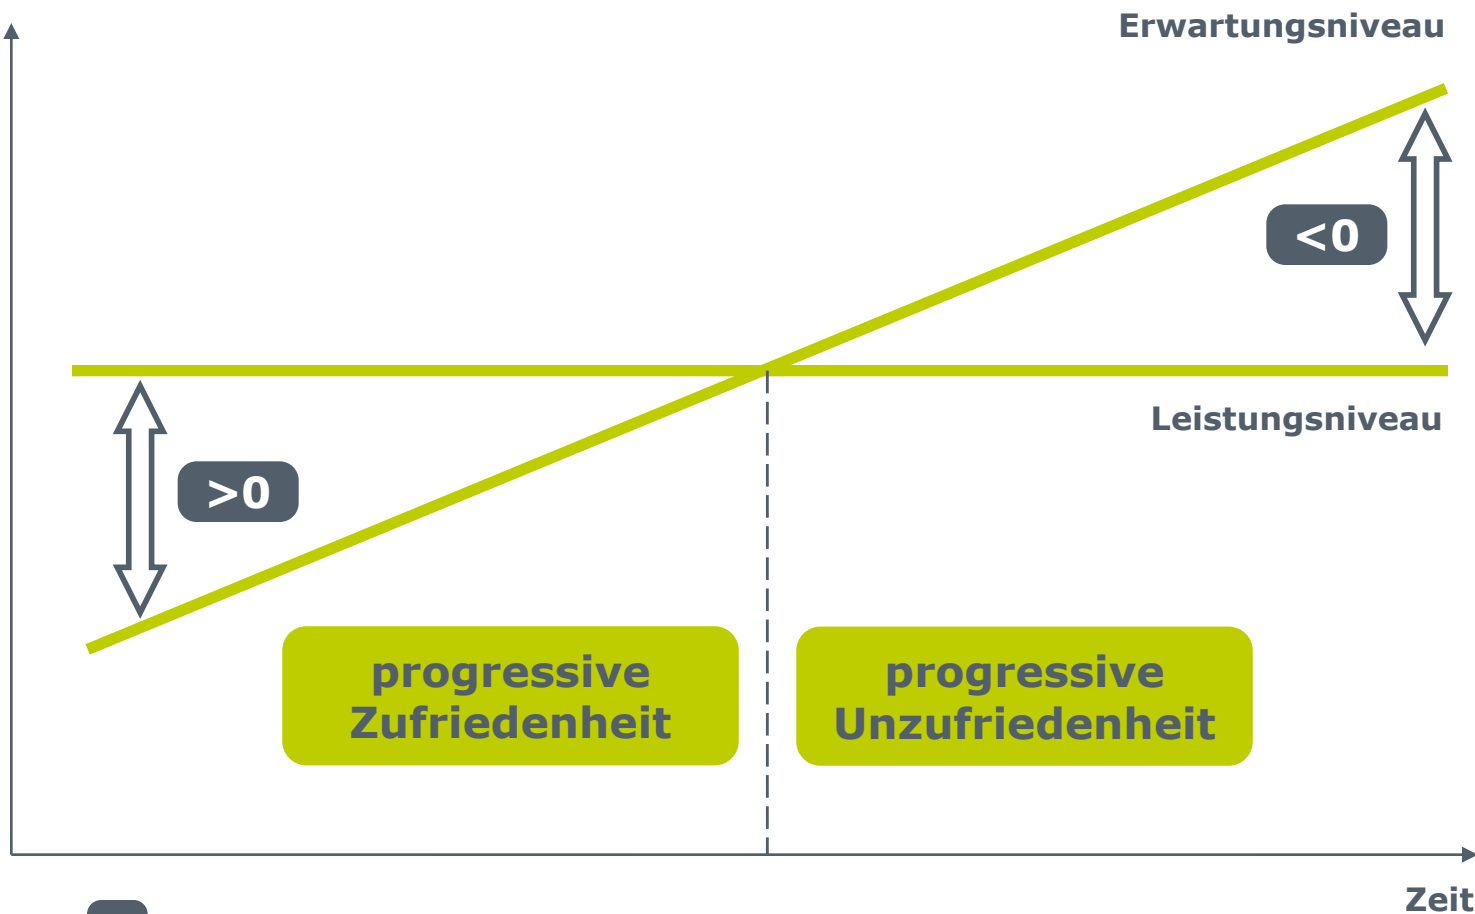 Erwartungsniveau
<0
Leistungsniveau
>0
progressive
Zufriedenheit
progressive
Unzufriedenheit
Zeit